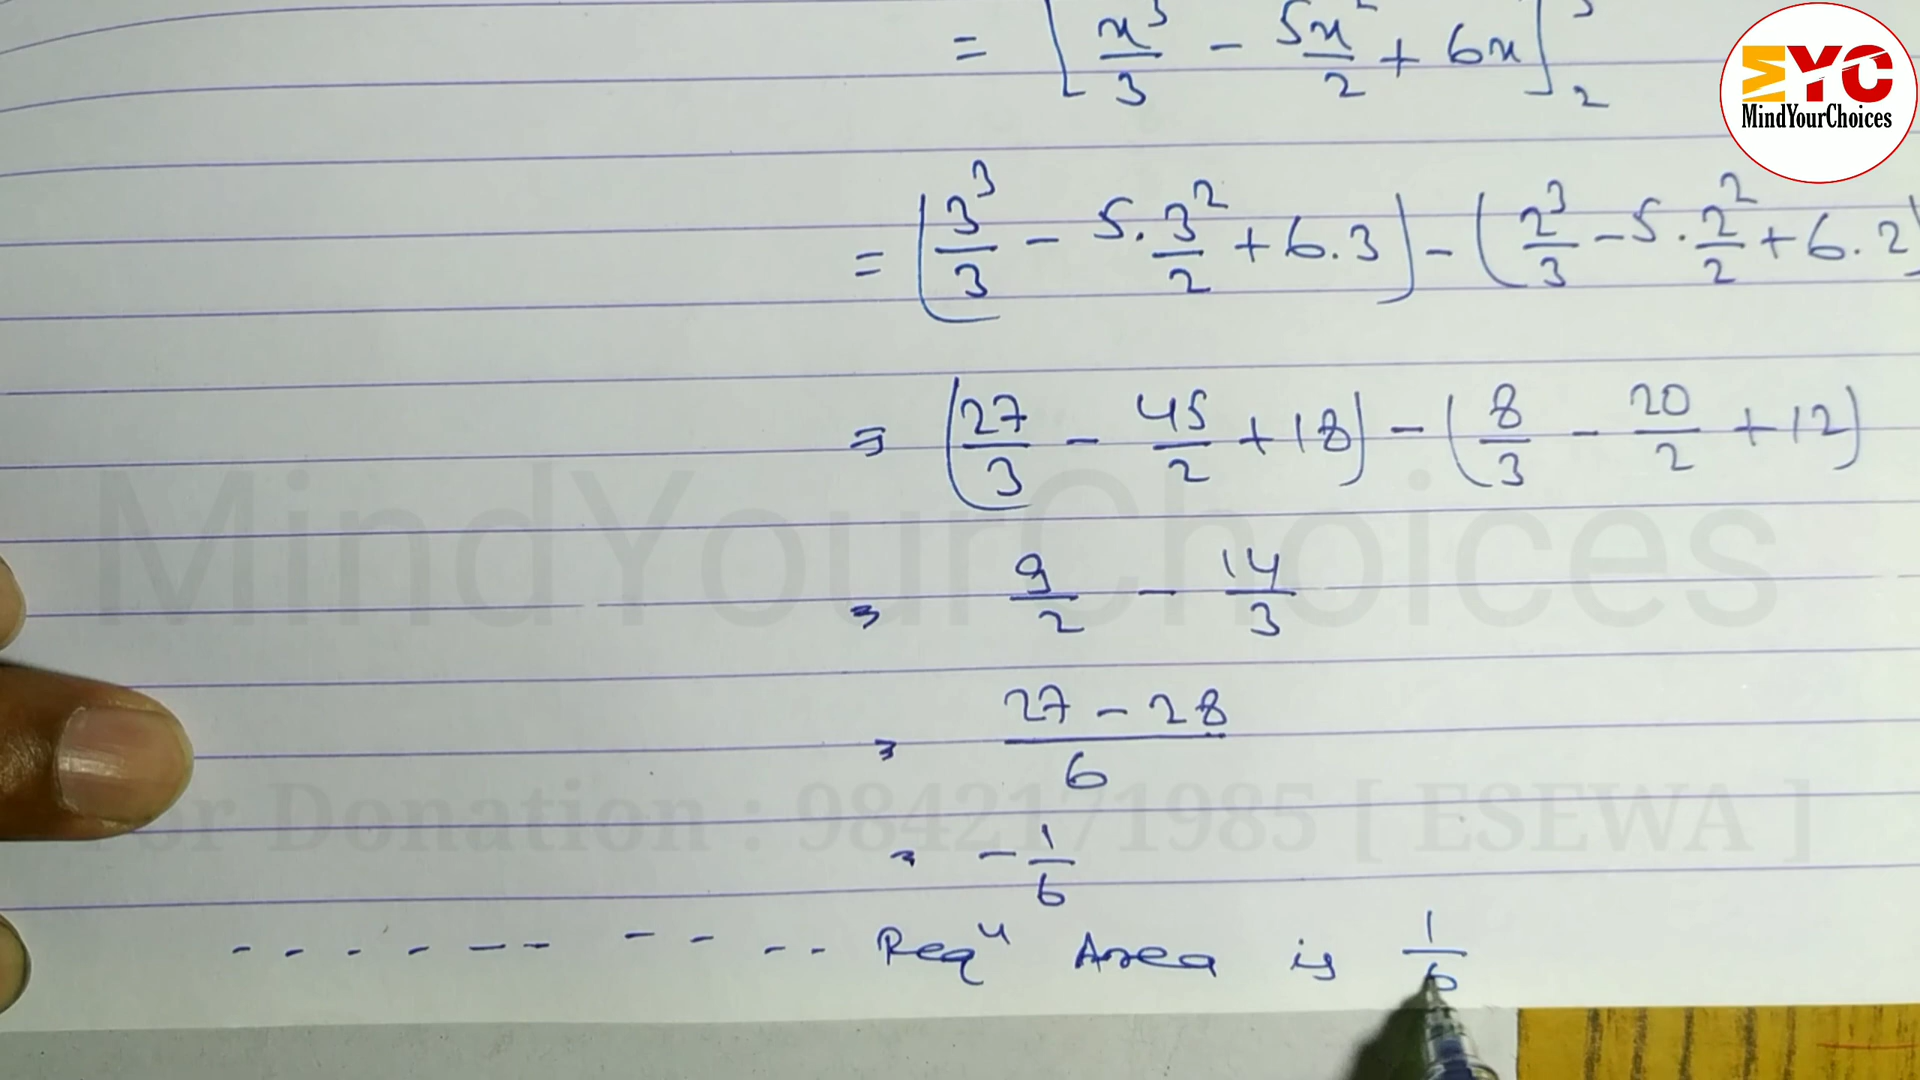 = [x³/3 - 5x²/2 + 6x]₂³
= (3³/3 - 5.3²/2 + 6.3) - (2³/3 - 5.2²/2 + 6.2)
= (27/3 - 45/2 + 18) - (8/3 - 20/2 + 12)
= 9/2 - 14/3
= 27 - 28/6
= - 1/6
- - - - - - - - - - Reqᵈ Area is 1/6
MYC
MindYourChoices
MindYourChoices
For Donation : 9842171985 [ ESEWA ]